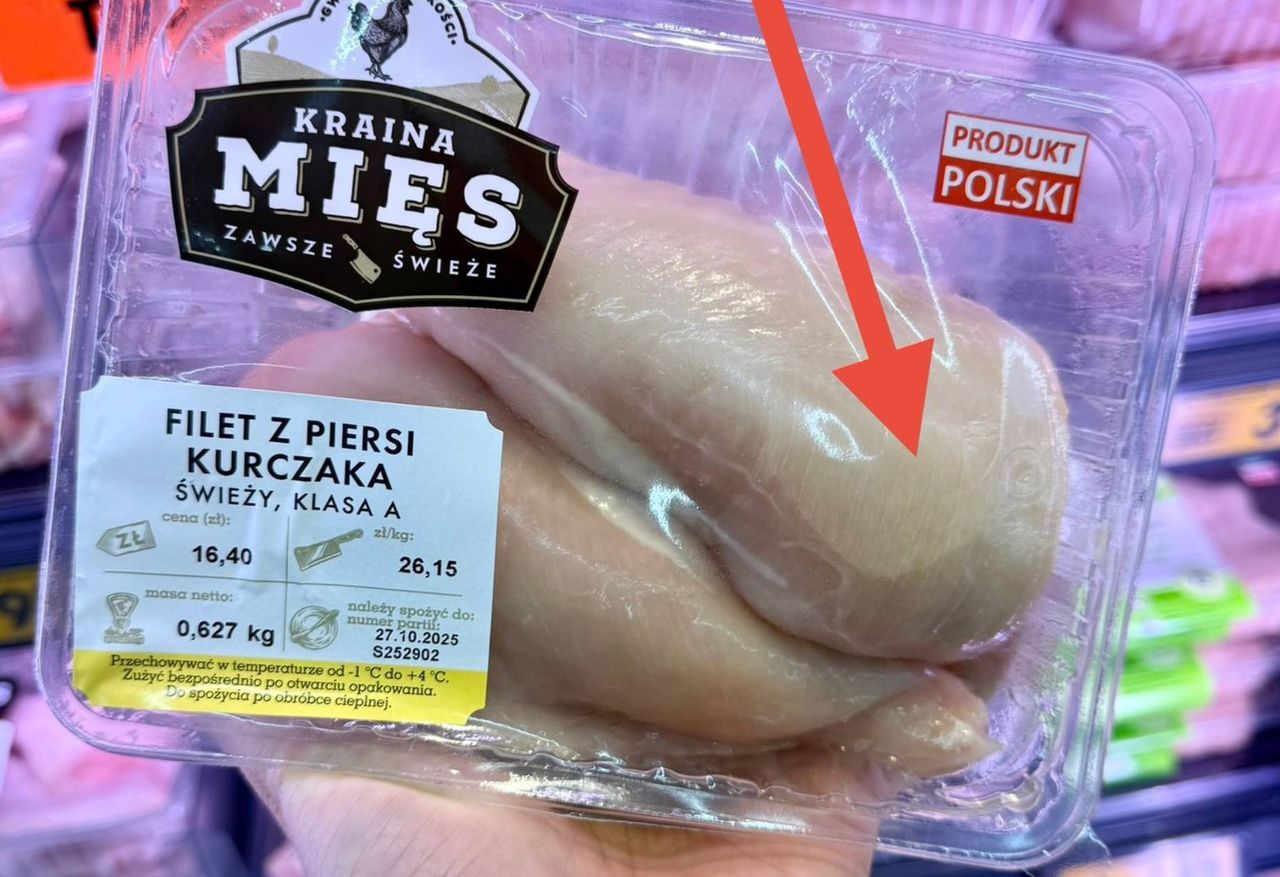 KRAINA
MIĘS
ZAWSZE ŚWIEŻE
PRODUKT
POLSKI
FILET Z PIERSI
KURCZAKA
ŚWIEŻY, KLASA A
cena (zł):
ZŁ
16,40
zł/kg:
26,15
masa netto:
0,627 kg
należy spożyć do:
numer partii:
27.10.2025
S252902
Przechowywać w temperaturze od -1 °C do +4 °C.
Zużyć bezpośrednio po otwarciu opakowania.
Do spożycia po obróbce cieplnej.